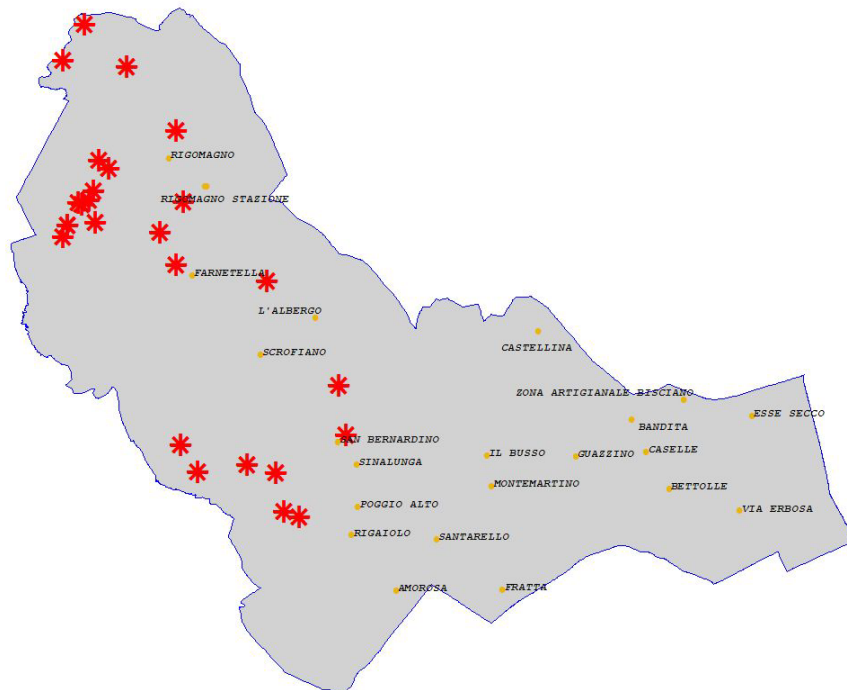 RIGOMAGNO
RIGOMAGNO STAZIONE
FARNETELLA
L'ALBERGO
CASTELLINA
SCROFIANO
ZONA ARTIGIANALE BISCIANO
ESSE SECCO
BANDITA
SAN BERNARDINO
CASELLE
IL BUSSO
GUAZZINO
SINALUNGA
MONTEMARTINO
BETTOLLE
POGGIO ALTO
VIA ERBOSA
RIGAIOLO
SANTARELLO
AMOROSA
FRATTA